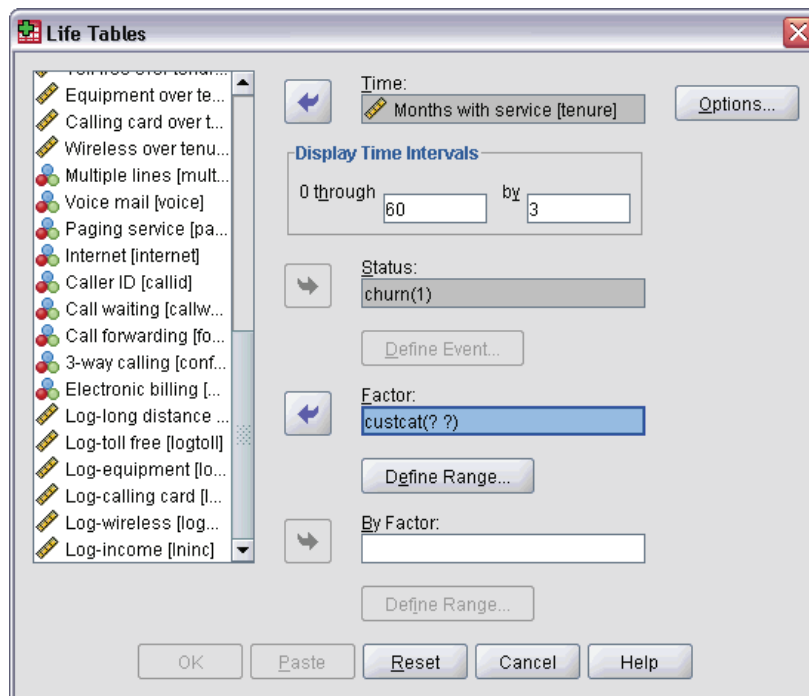 Life Tables
Equipment over te...
Calling card over t...
Wireless over tenu...
Multiple lines [mult...
Voice mail [voice]
Paging service [pa...
Internet [internet]
Caller ID [callid]
Call waiting [callw...
Call forwarding [fo...
3-way calling [conf...
Electronic billing [...
Log-long distance ...
Log-toll free [logtoll]
Log-equipment [lo...
Log-calling card [l...
Log-wireless [log...
Log-income [lninc]
Time:
Months with service [tenure]
Options...
Display Time Intervals
0 through 60 by 3
Status:
churn(1)
Define Event...
Factor:
custcat(? ?)
Define Range...
By Factor:
Define Range...
OK Paste Reset Cancel Help